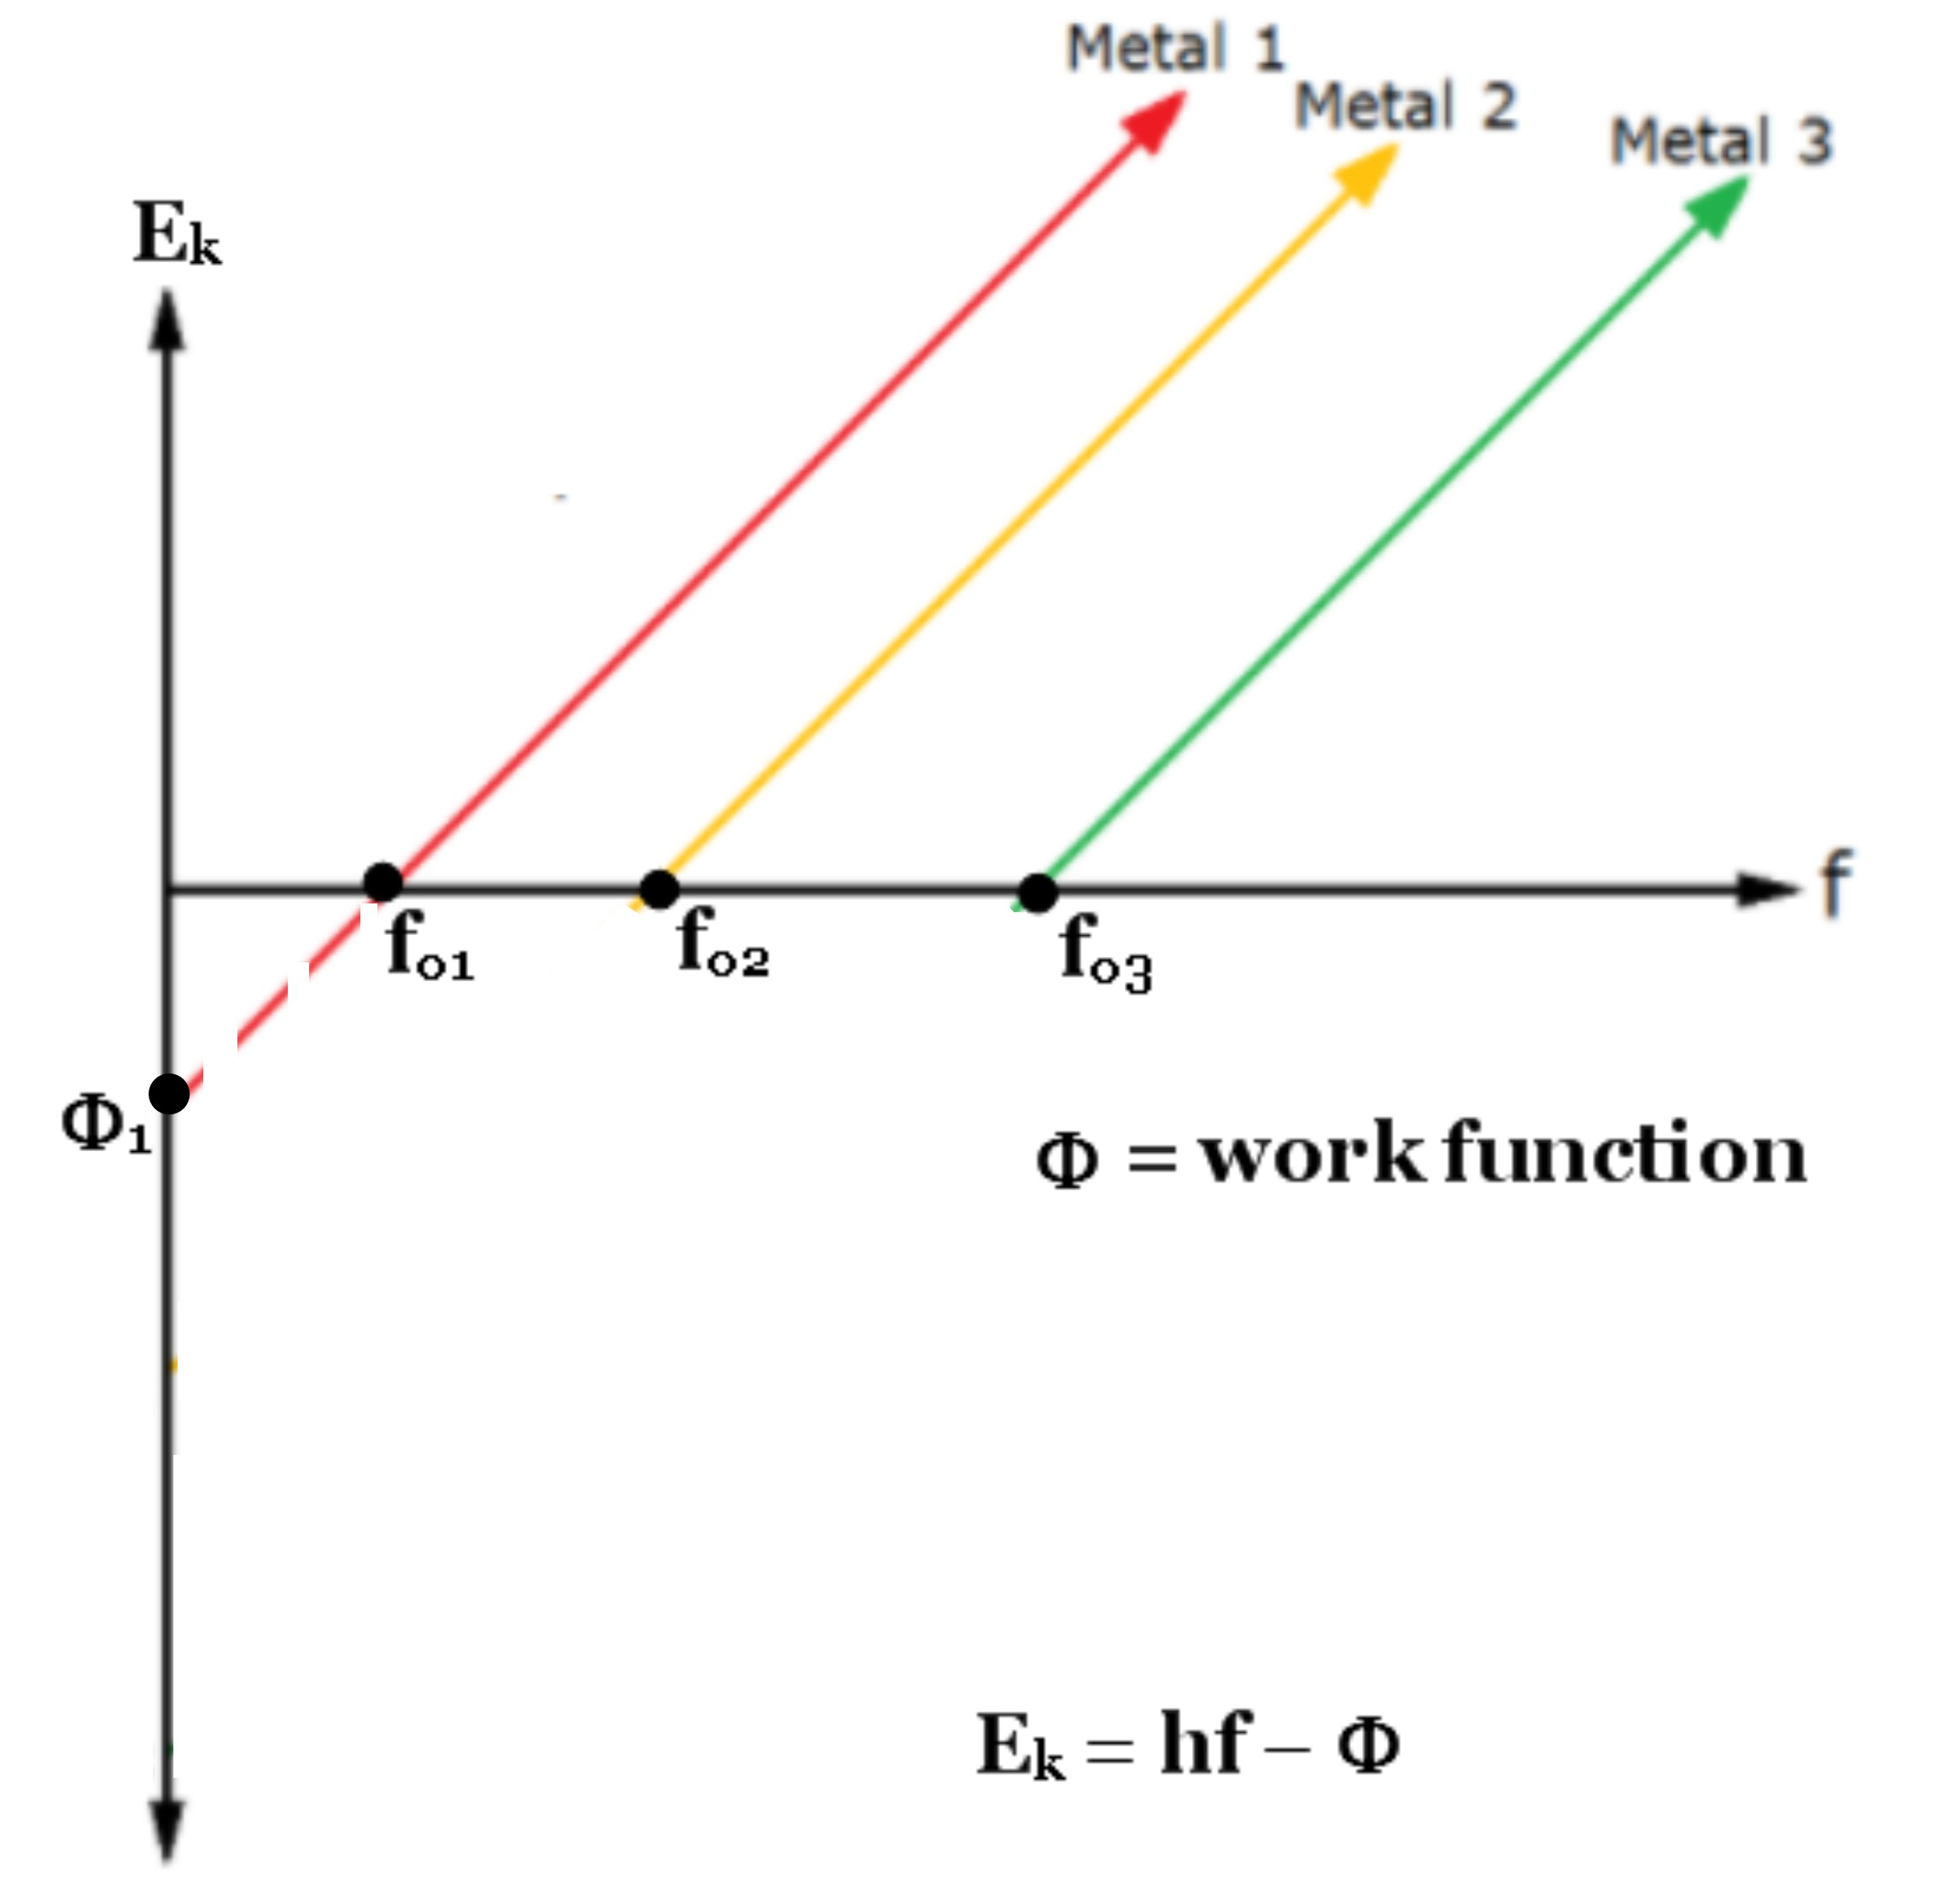 Metal 1
Metal 2
Metal 3
Eₖ
f
fₒ₁
fₒ₂
fₒ₃
Φ₁
Φ = work function
Eₖ = hf – Φ